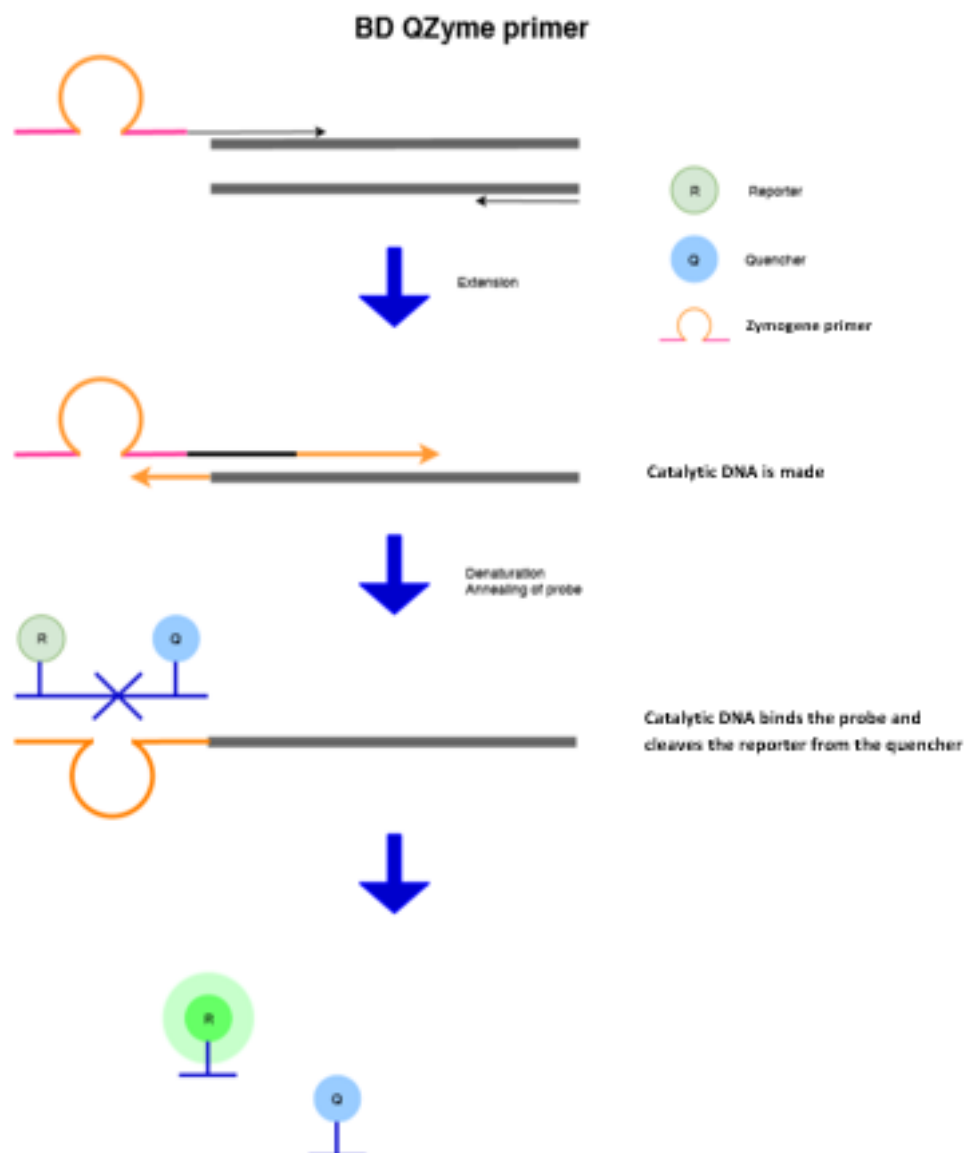 BD QZyme primer
R
Reporter
Q
Quencher
Extension
Zymogene primer
Catalytic DNA is made
Denaturation
Annealing of probe
R
Q
Catalytic DNA binds the probe and
cleaves the reporter from the quencher
R
Q